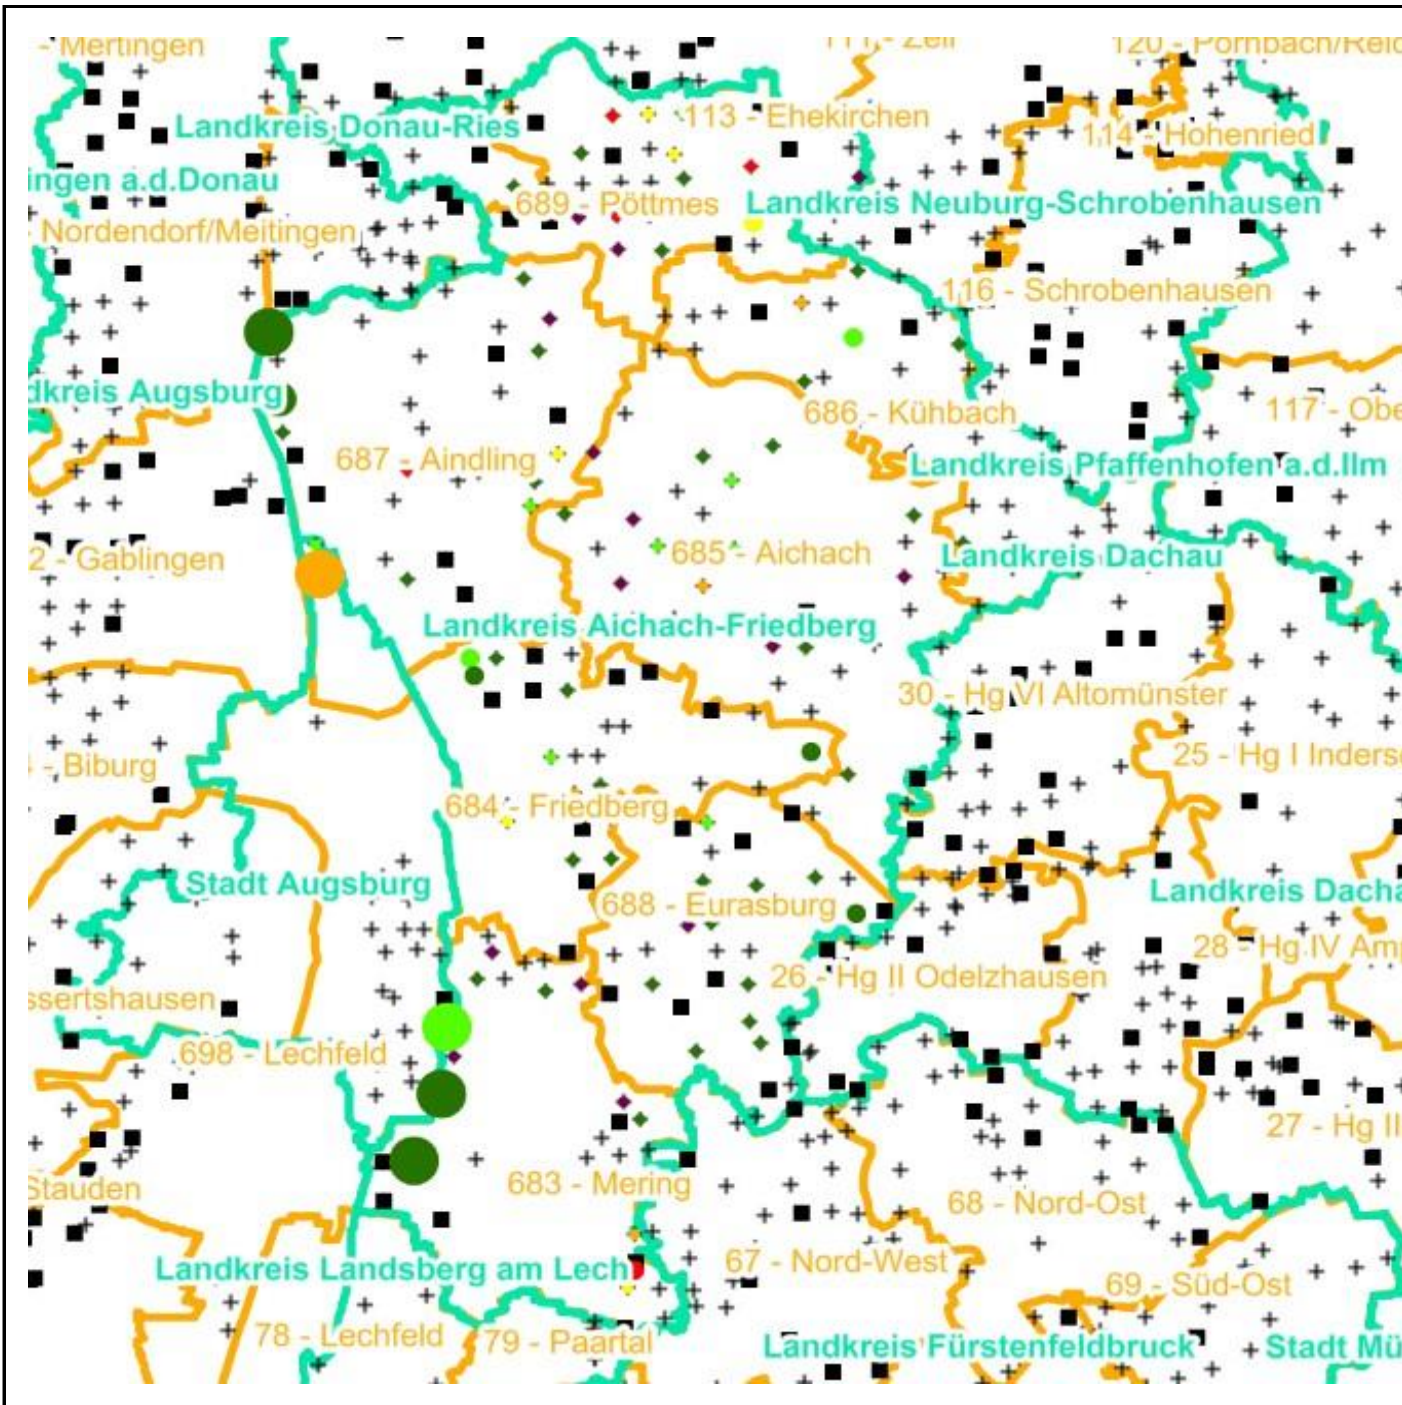 - Mertingen
111 - Zell
120 - Pörnbach/Reic
113 - Ehekirchen
Landkreis Donau-Ries
114 - Hohenried
ingen a.d.Donau
689 - Pöttmes
Landkreis Neuburg-Schrobenhausen
Nordendorf/Meitingen
116 - Schrobenhausen
dkreis Augsburg
686 - Kühbach
117 - Obe
687 - Aindling
Landkreis Pfaffenhofen a.d.Ilm
2 - Gablingen
685 - Aichach
Landkreis Dachau
Landkreis Aichach-Friedberg
30 - Hg VI Altomünster
- Biburg
25 - Hg I Inders
684 - Friedberg
Stadt Augsburg
688 - Eurasburg
Landkreis Dacha
28 - Hg IV Amp
26 - Hg II Odelzhausen
ssertshausen
698 - Lechfeld
27 - Hg II
Stauden
683 - Mering
68 - Nord-Ost
67 - Nord-West
Landkreis Landsberg am Lech
69 - Süd-Ost
78 - Lechfeld
79 - Paartal
Landkreis Fürstenfeldbruck
Stadt Mü